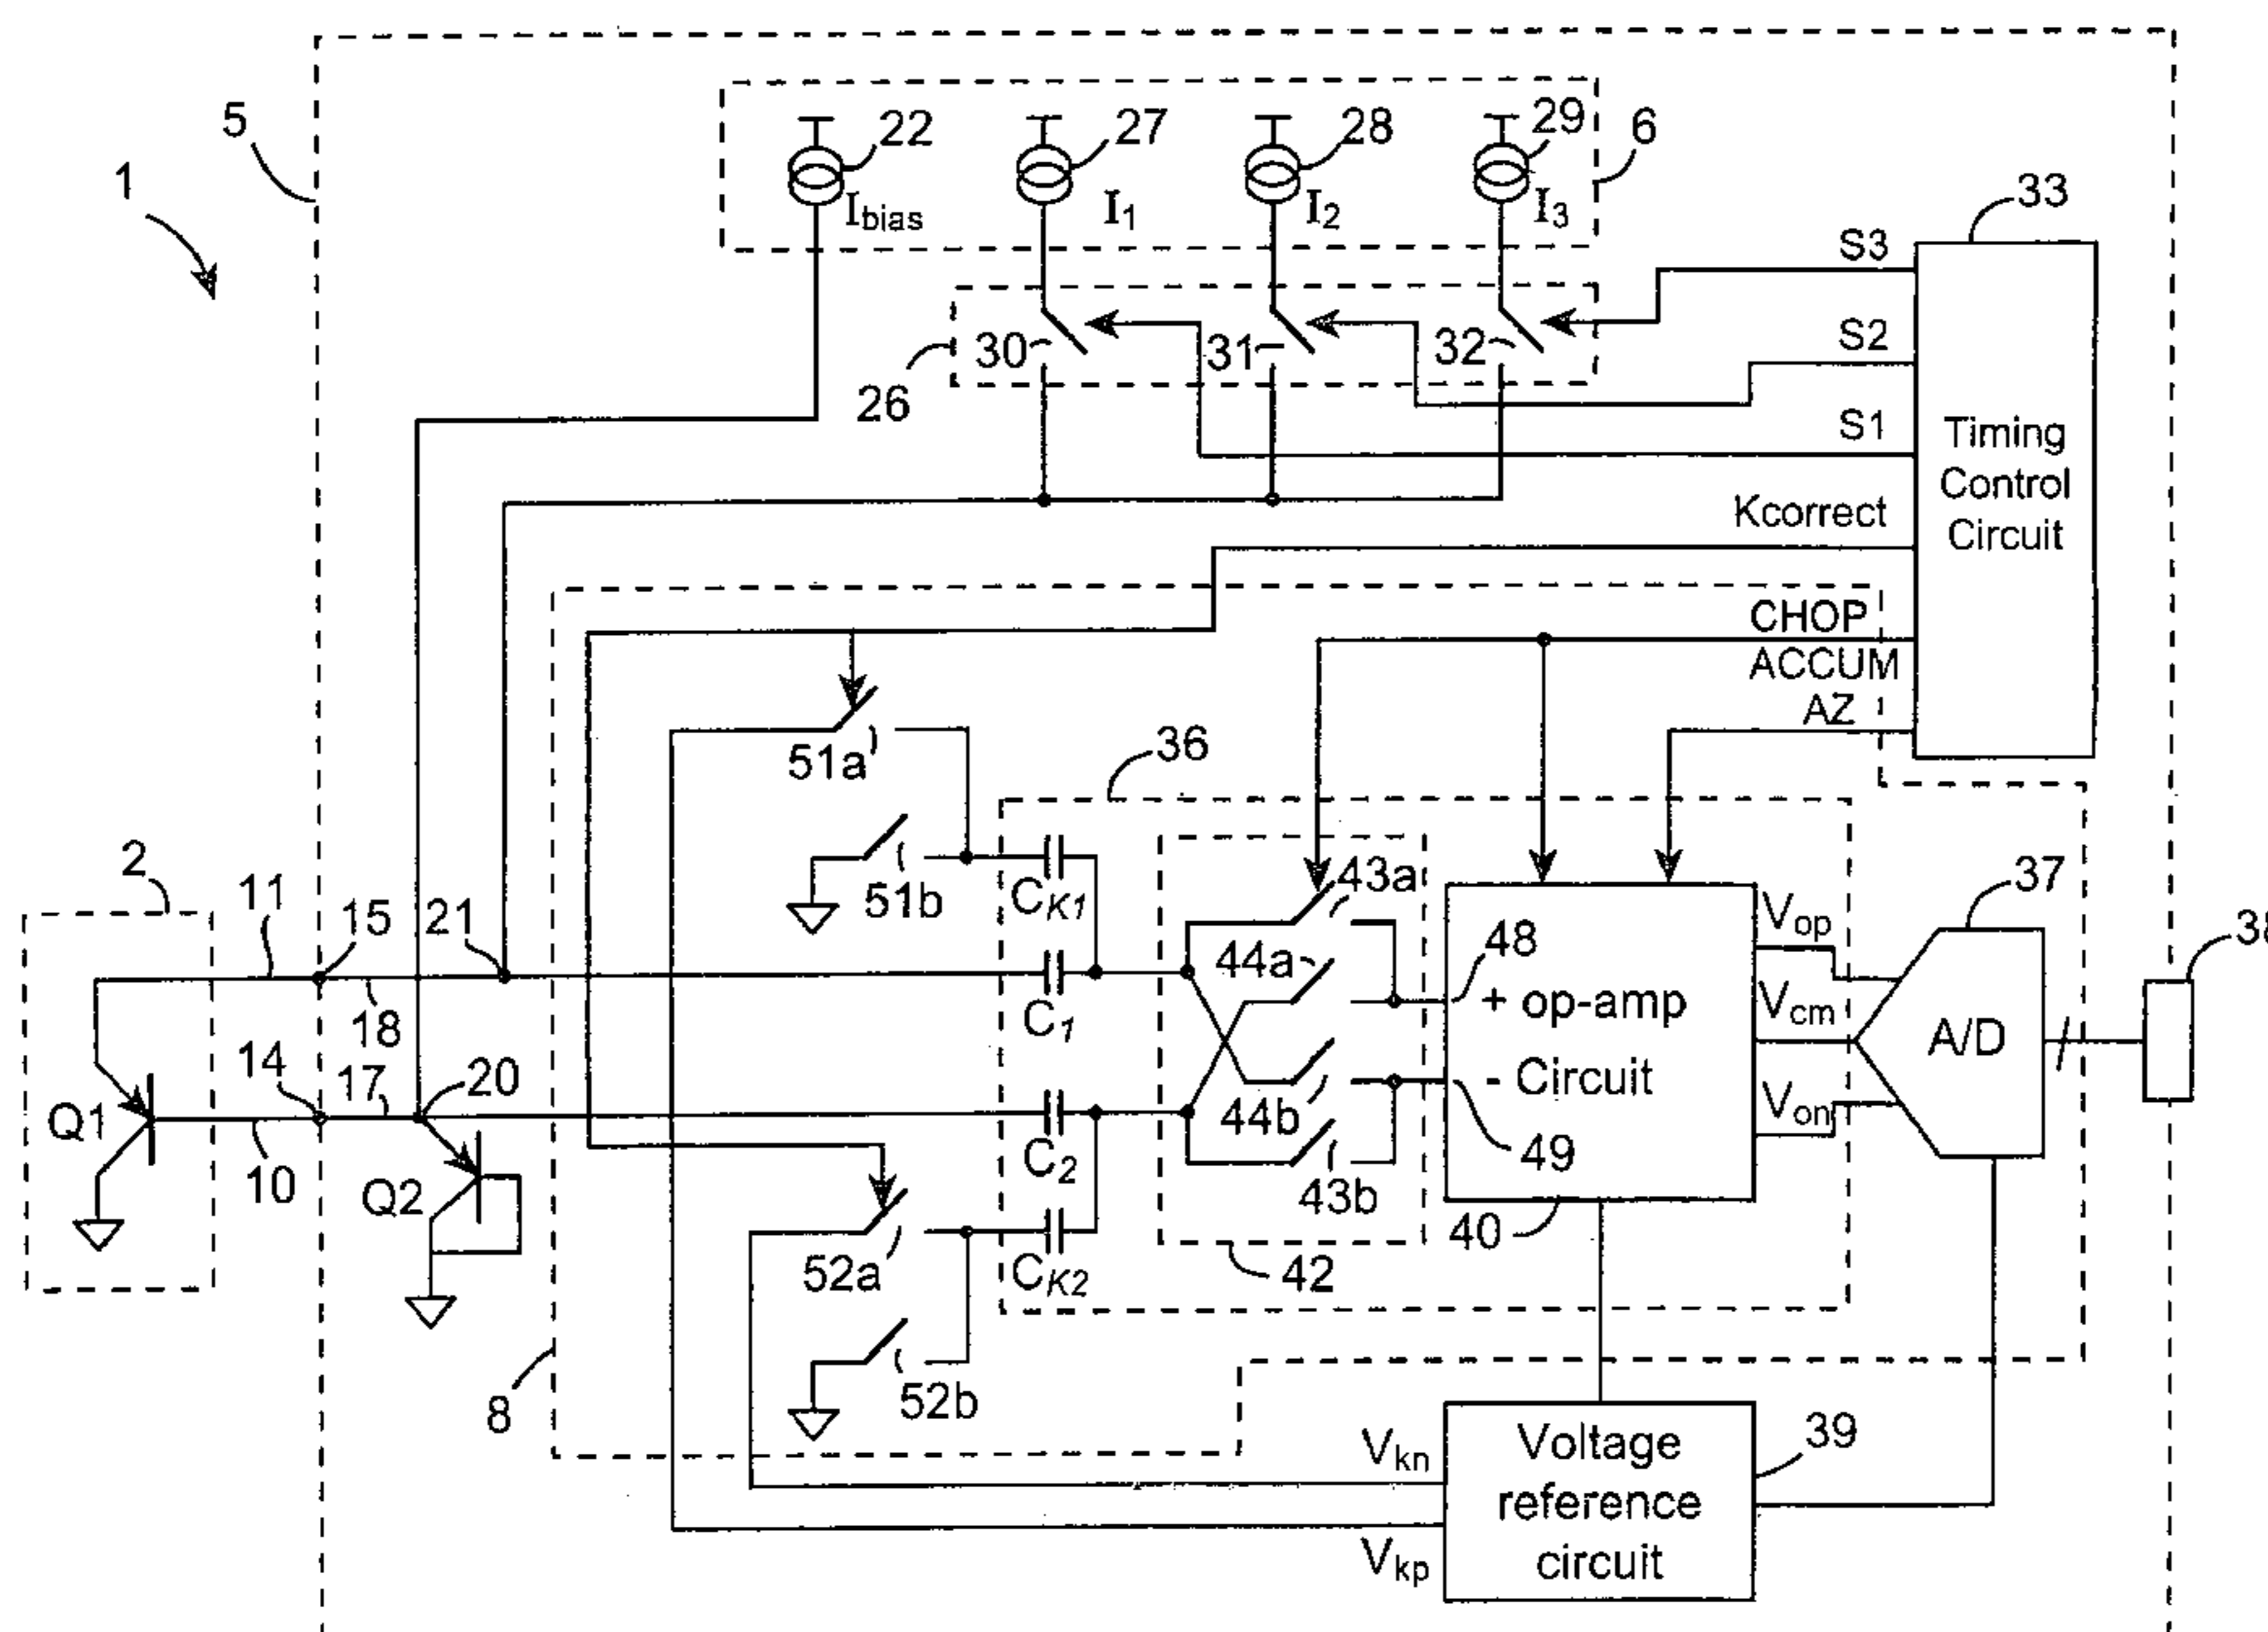 5
22
27
28
29
6
1
Ibias
I1
I2
I3
33
S3
30
31
32
S2
26
S1
Timing
Control
Circuit
Kcorrect
CHOP
ACCUM
AZ
51a
36
2
11
15
21
51b
CK1
43a
37
38
Vop
44a
48
18
C1
+ op-amp
Vcm
A/D
14
17
20
- Circuit
Q1
44b
Von
10
Q2
C2
49
43b
52a
CK2
42
40
8
52b
Vkn
Voltage
reference
circuit
39
Vkp